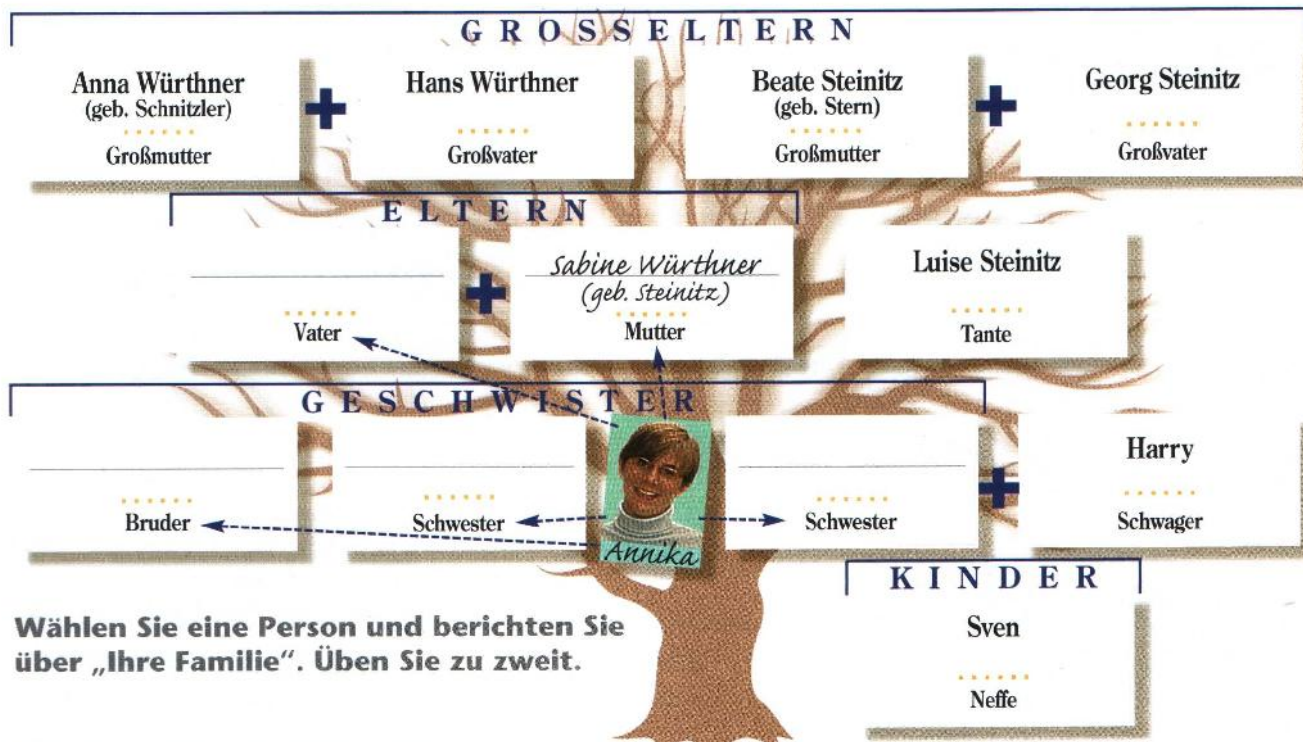 GROSSELTERN
Anna Würthner
(geb. Schnitzler)
Großmutter
Hans Würthner
Großvater
Beate Steinitz
(geb. Stern)
Großmutter
Georg Steinitz
Großvater
ELTERN
Vater
Sabine Würthner
(geb. Steinitz)
Mutter
Luise Steinitz
Tante
GESCHWISTER
Bruder
Schwester
Annika
Schwester
Harry
Schwager
KINDER
Sven
Neffe
Wählen Sie eine Person und berichten Sie
über „Ihre Familie“. Üben Sie zu zweit.